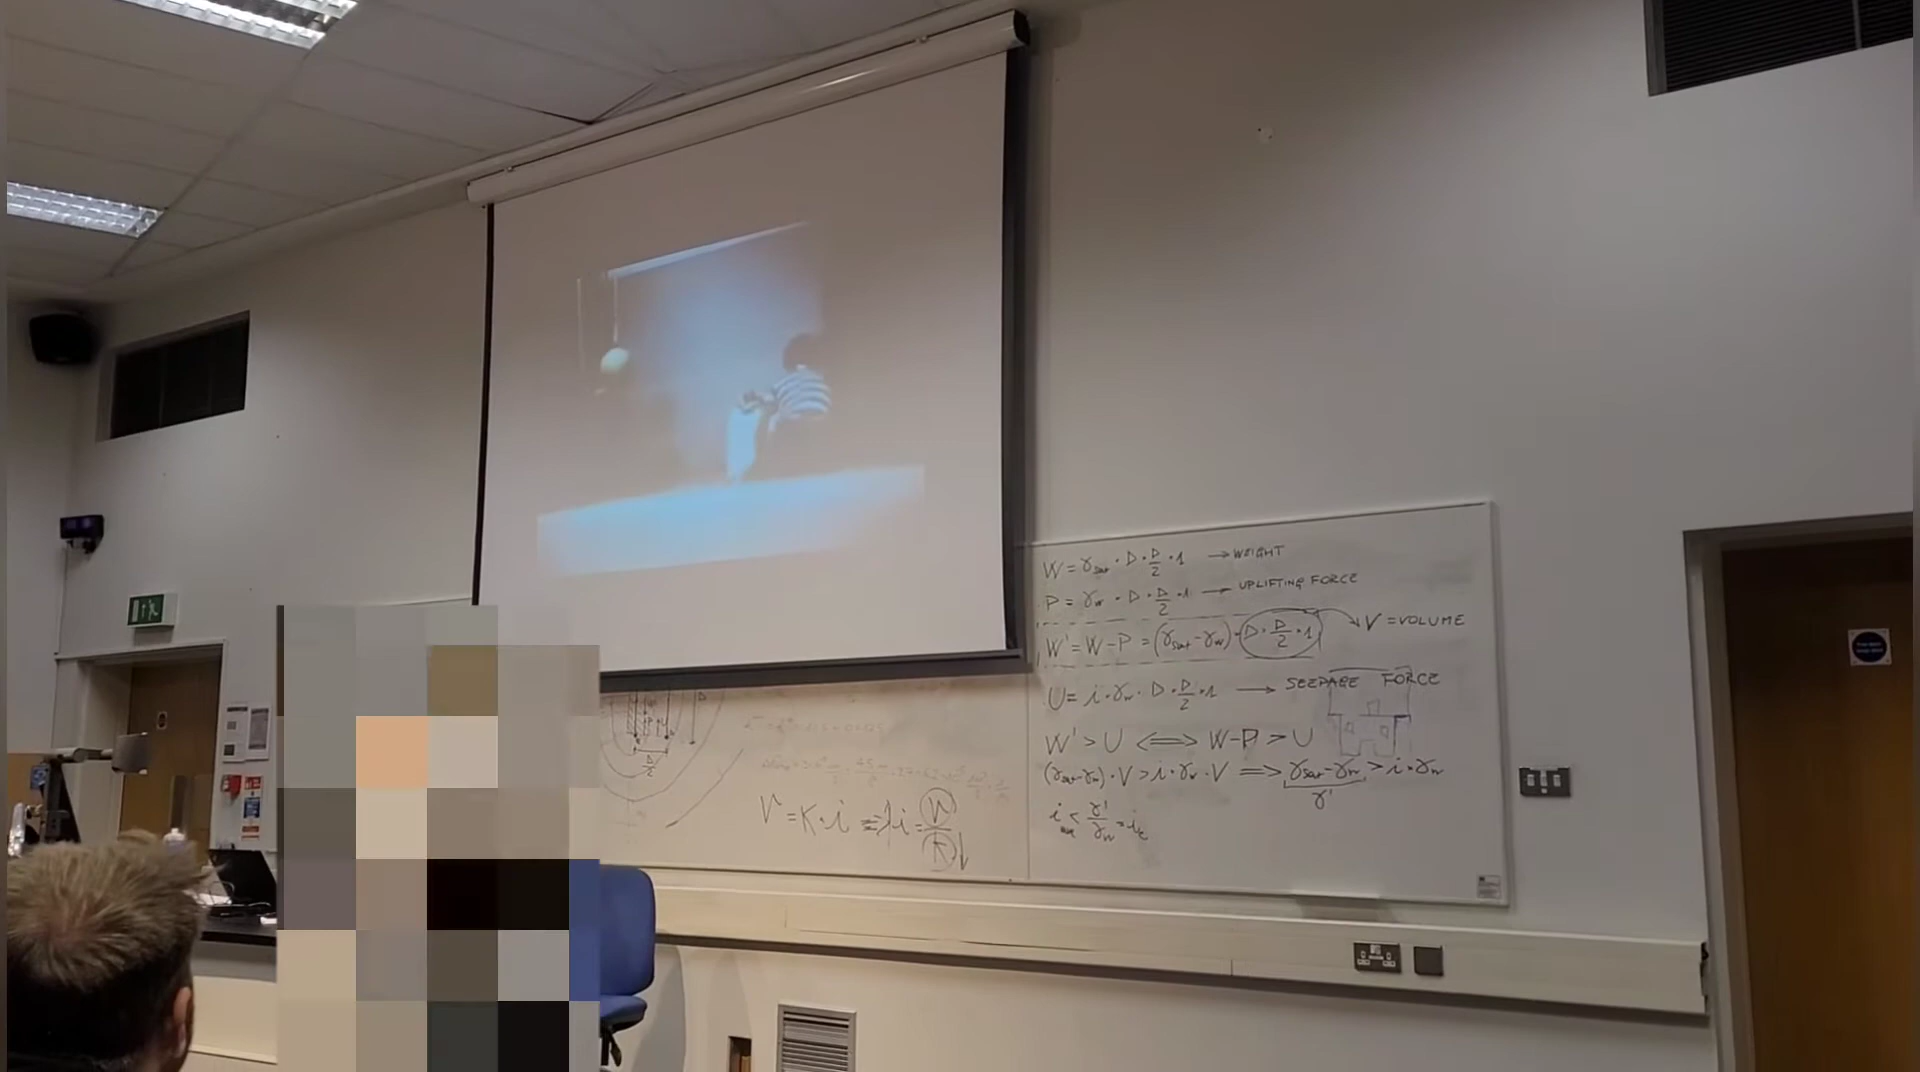 W = γsat · D · D/2 · 1 → WEIGHT
P = γw · D · D/2 · 1 → UPLIFTING FORCE
W' = W - P = (γsat - γw) · D · D/2 · 1 → V = VOLUME
U = i · γw · D · D/2 · 1 → SEEPAGE FORCE
W' > U ⟺ W - P > U
(γsat - γw) · V > i · γw · V ⟹ γsat - γw > i · γw
γ'
i < γ'/γw = ic
D/2
V = K · i ⇒ i = V/K ↓